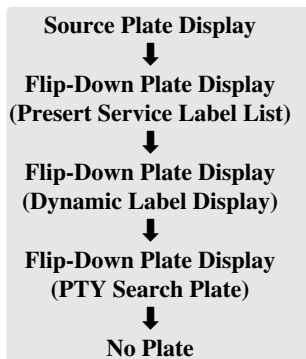 Source Plate Display
Flip-Down Plate Display
(Presert Service Label List)
Flip-Down Plate Display
(Dynamic Label Display)
Flip-Down Plate Display
(PTY Search Plate)
No Plate